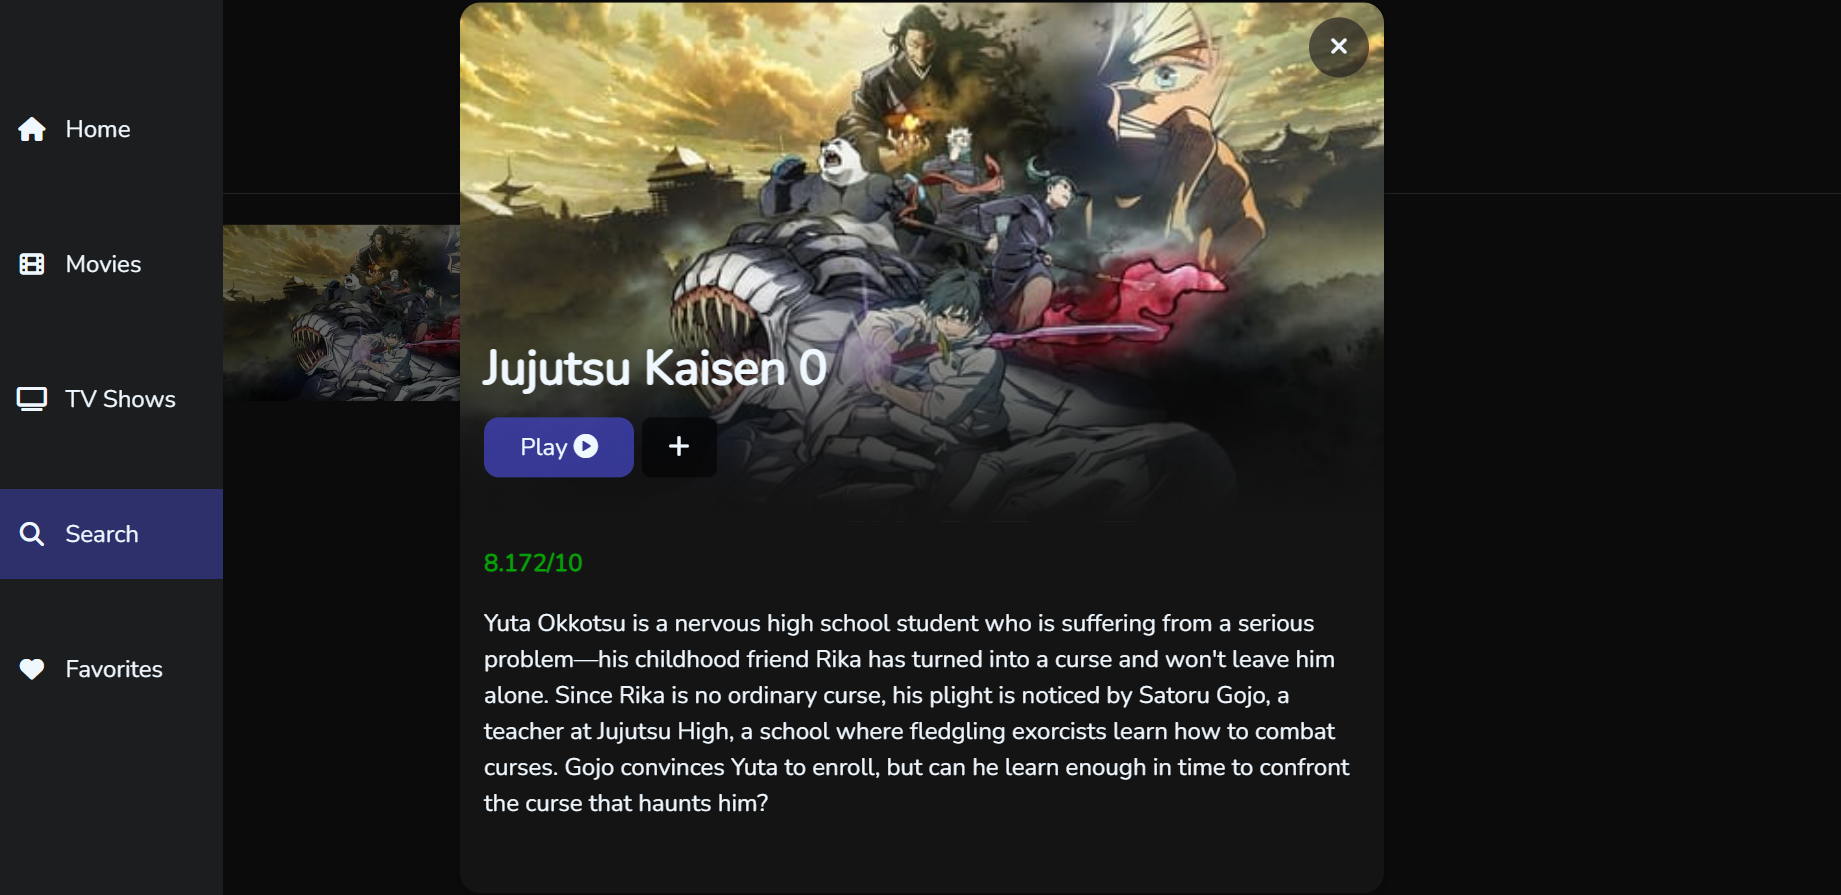 Home
Movies
TV Shows
Search
Favorites
Jujutsu Kaisen 0
Play
8.172/10
Yuta Okkotsu is a nervous high school student who is suffering from a serious
problem—his childhood friend Rika has turned into a curse and won't leave him
alone. Since Rika is no ordinary curse, his plight is noticed by Satoru Gojo, a
teacher at Jujutsu High, a school where fledgling exorcists learn how to combat
curses. Gojo convinces Yuta to enroll, but can he learn enough in time to confront
the curse that haunts him?